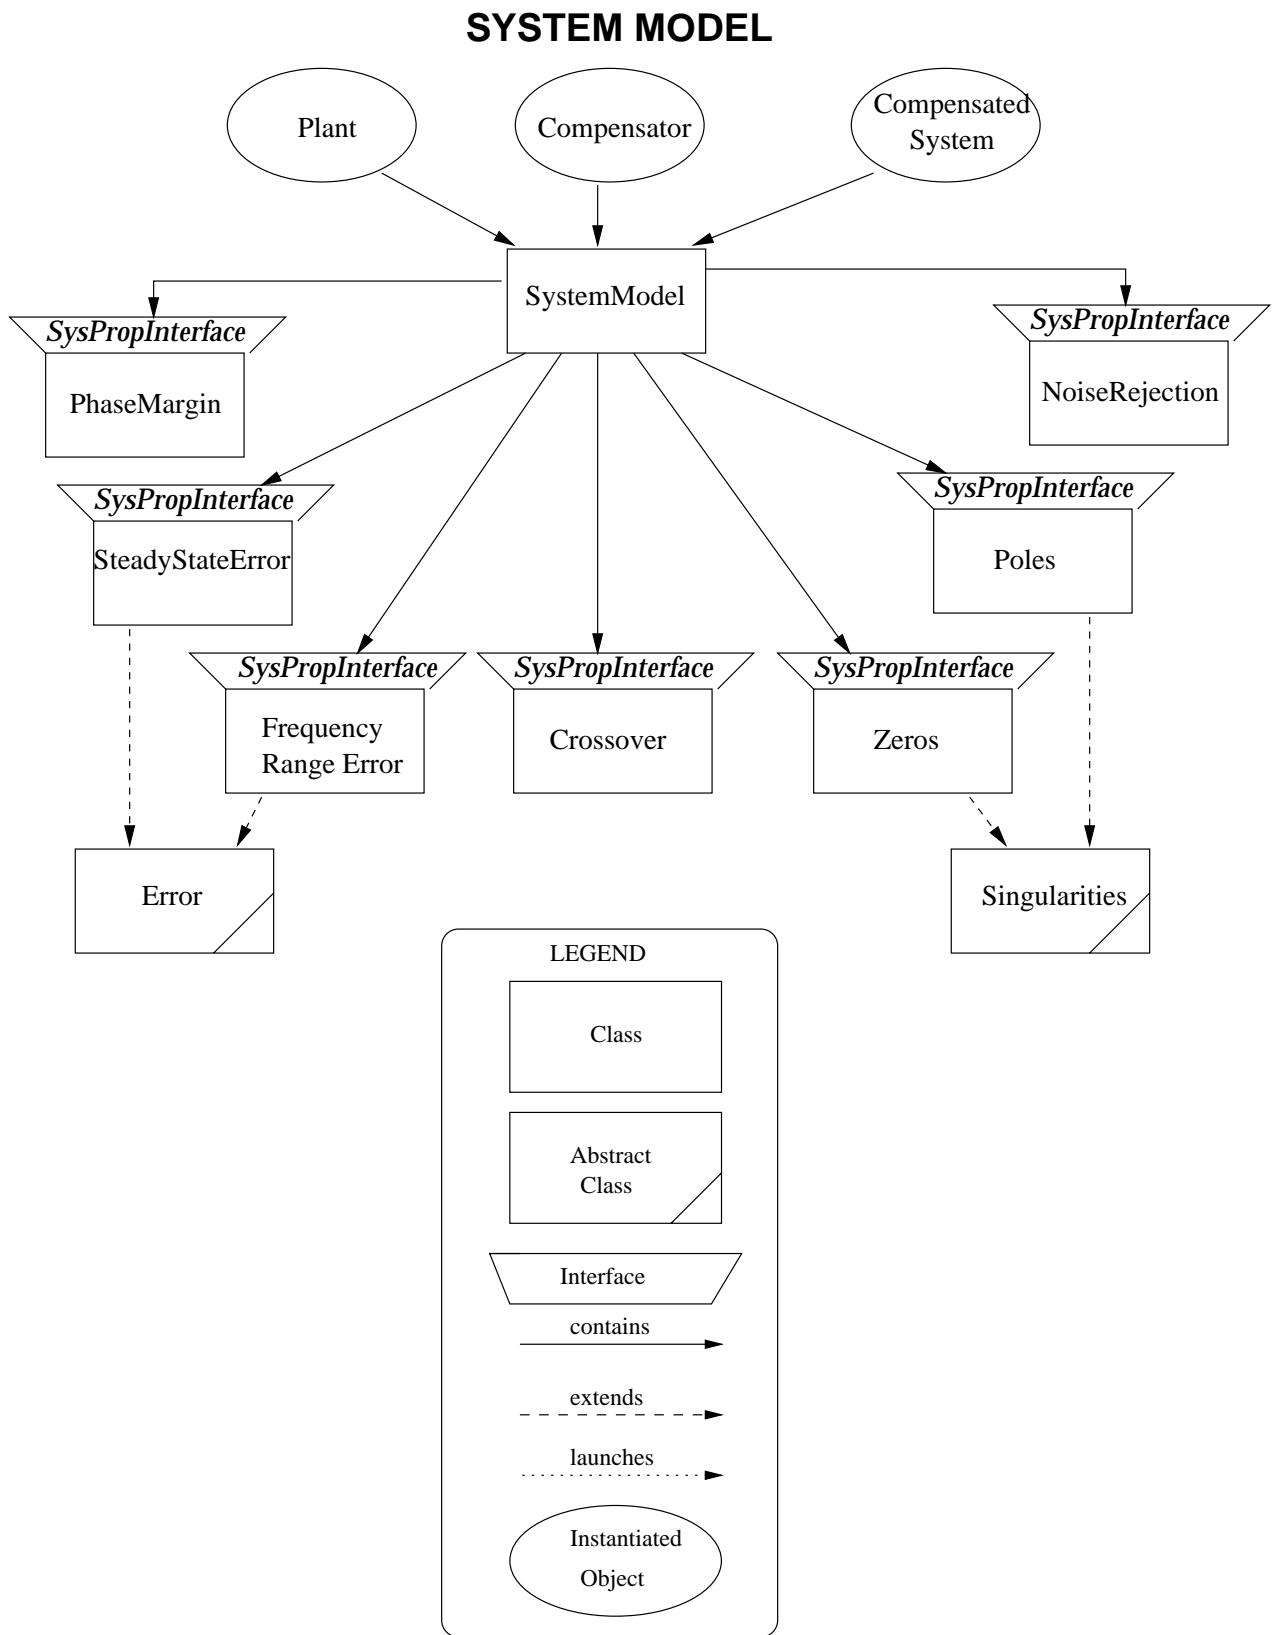 SYSTEM MODEL
Plant
Compensator
Compensated
System
SystemModel
SysPropInterface
PhaseMargin
SysPropInterface
NoiseRejection
SysPropInterface
SteadyStateError
SysPropInterface
Poles
SysPropInterface
Frequency
Range Error
SysPropInterface
Crossover
SysPropInterface
Zeros
Error
Singularities
LEGEND
Class
Abstract
Class
Interface
contains
extends
launches
Instantiated
Object